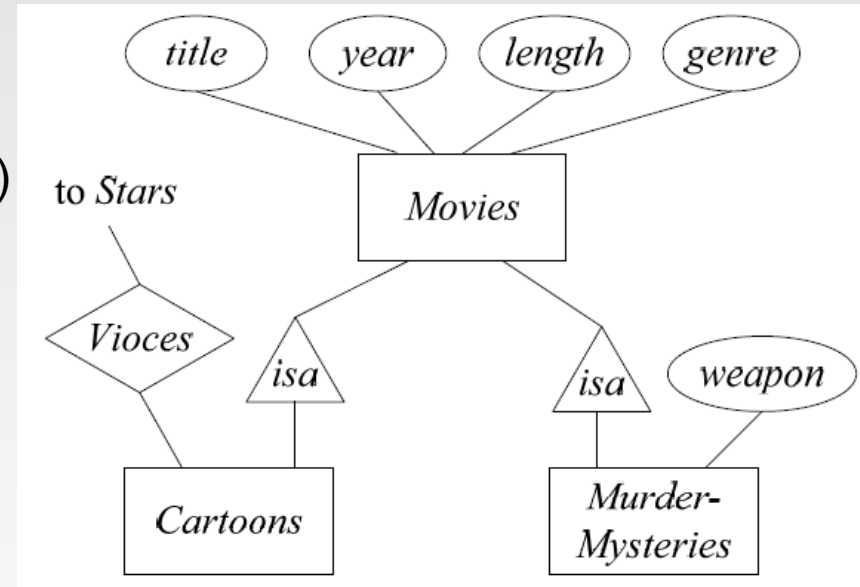 title year length genre
)
to Stars
Movies
Vioces
isa
isa
weapon
Cartoons
Murder-
Mysteries